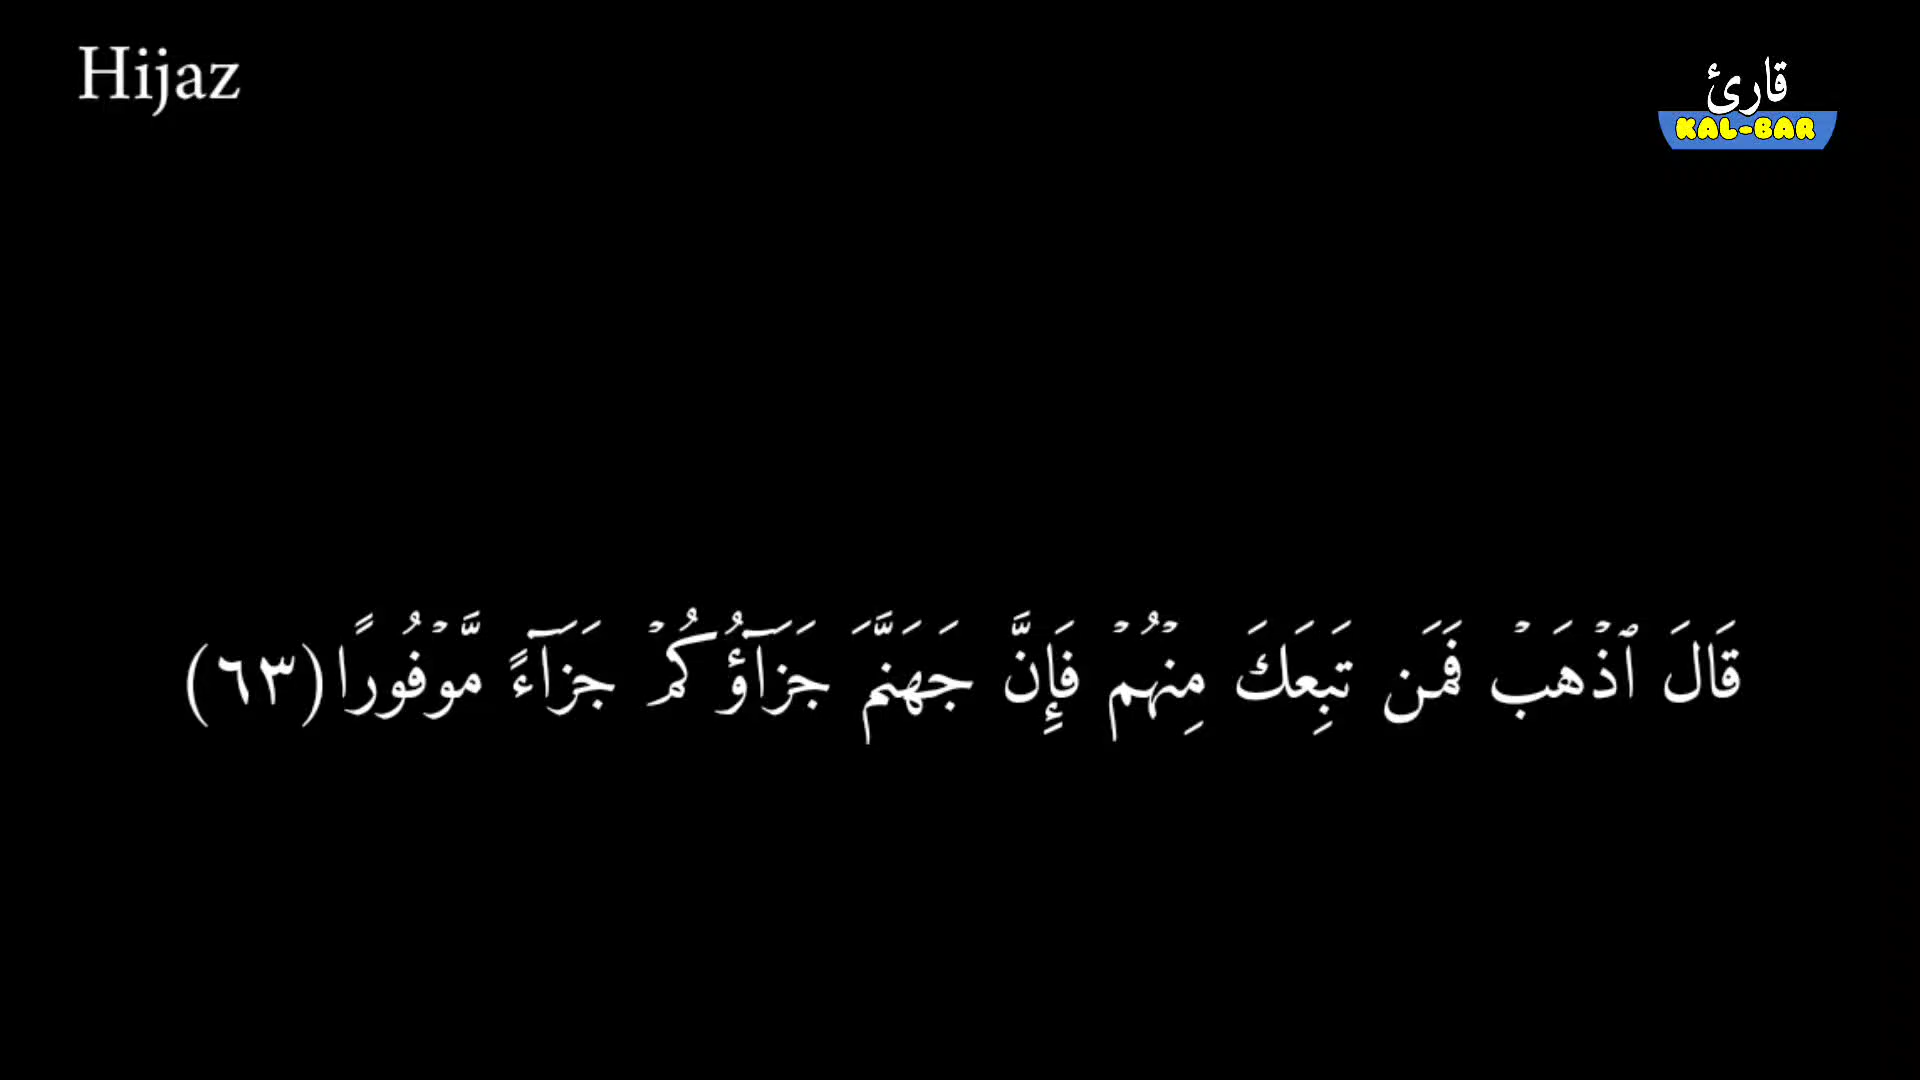 Hijaz
قارئ
KAL-BAR
قَالَ ٱذۡهَبۡ فَمَن تَبِعَكَ مِنۡهُمۡ فَإِنَّ جَهَنَّمَ جَزَآؤُكُمۡ جَزَآءً مَّوۡفُورًا (٦٣)